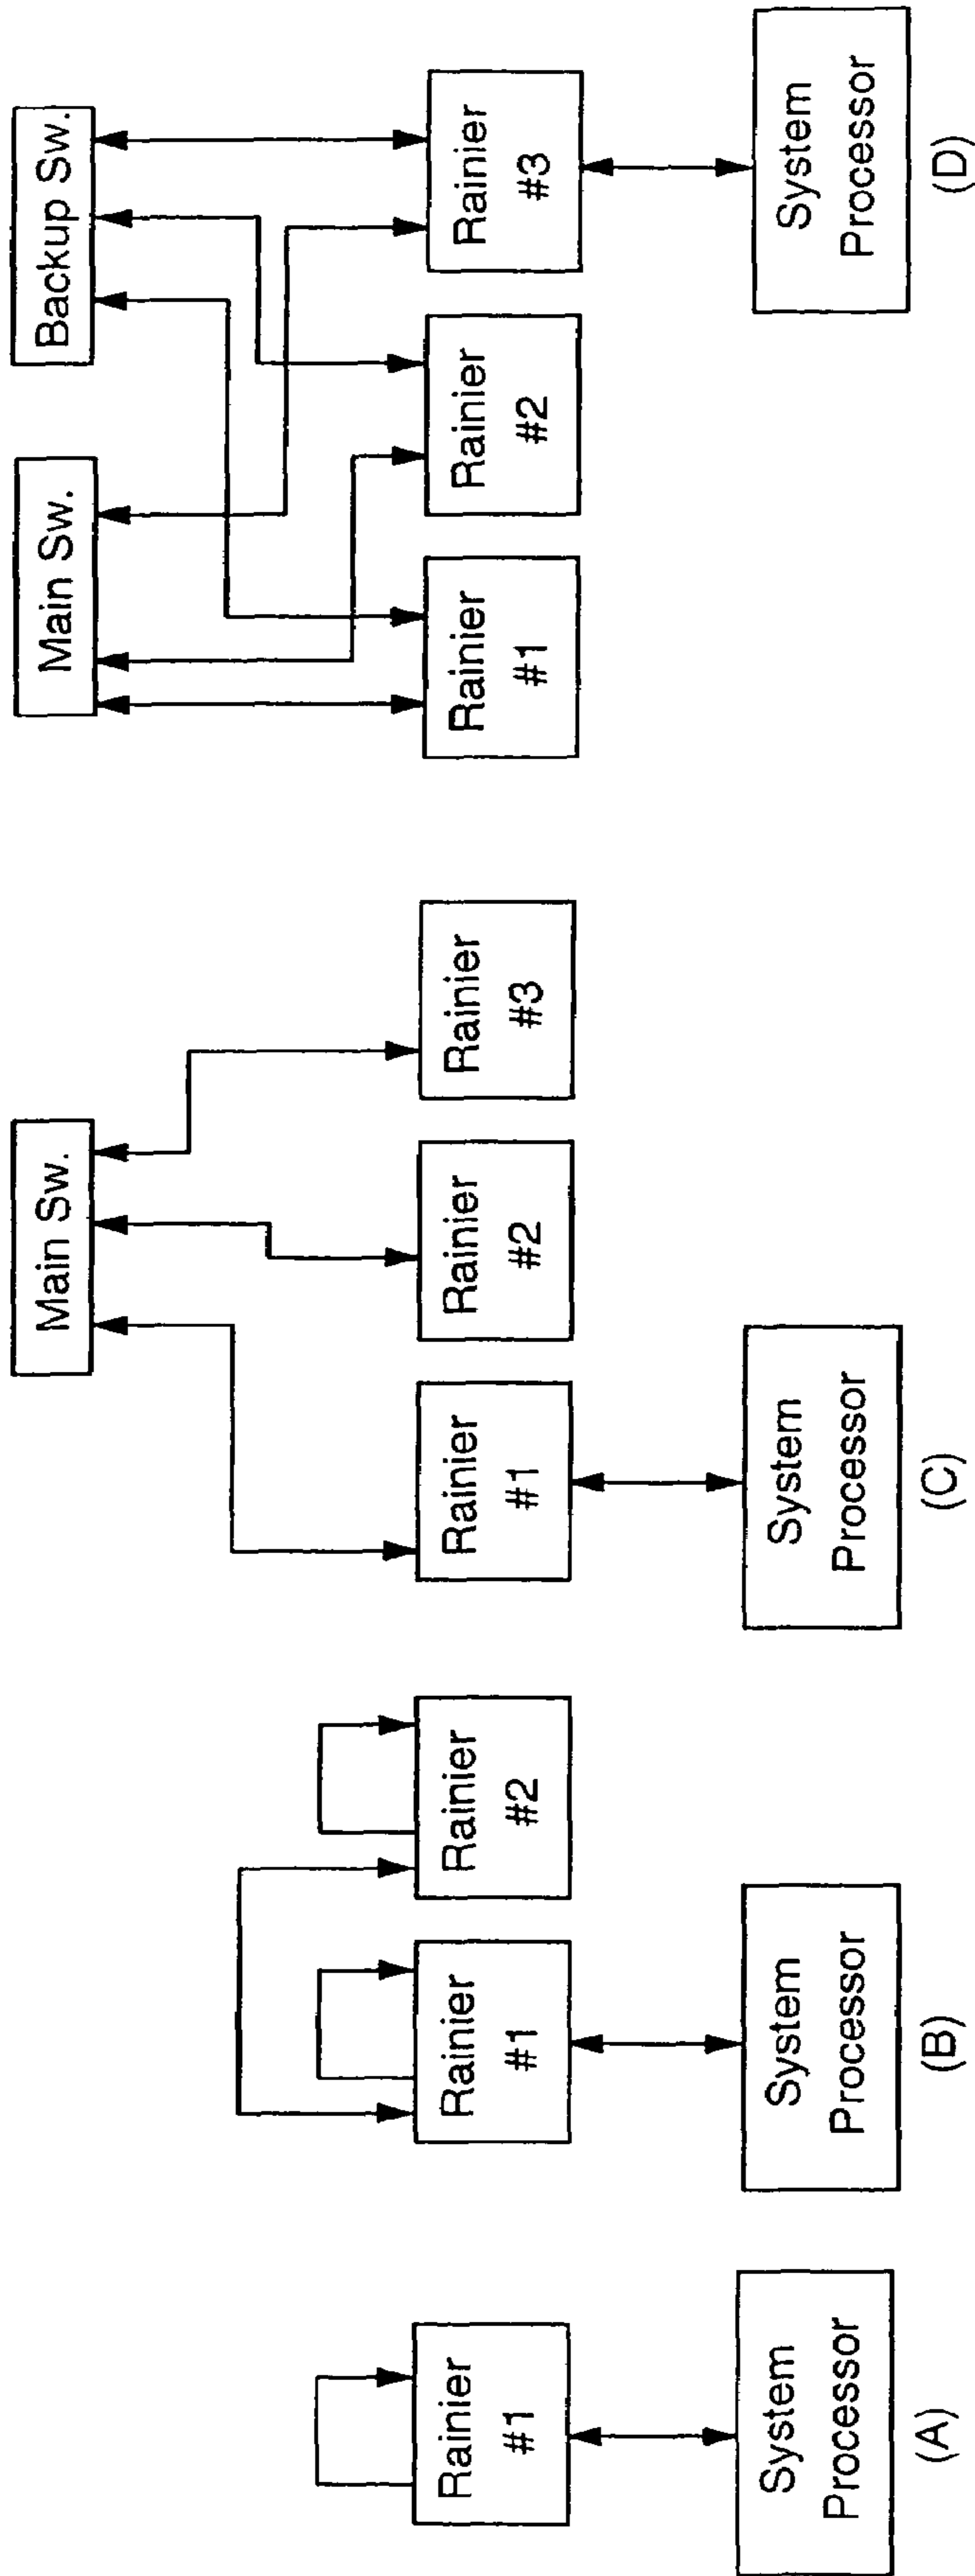 Rainier
#1
System
Processor
(A)
Rainier
#1
Rainier
#2
System
Processor
(B)
Main Sw.
Rainier
#1
Rainier
#2
Rainier
#3
System
Processor
(C)
Main Sw.
Backup Sw.
Rainier
#1
Rainier
#2
Rainier
#3
System
Processor
(D)